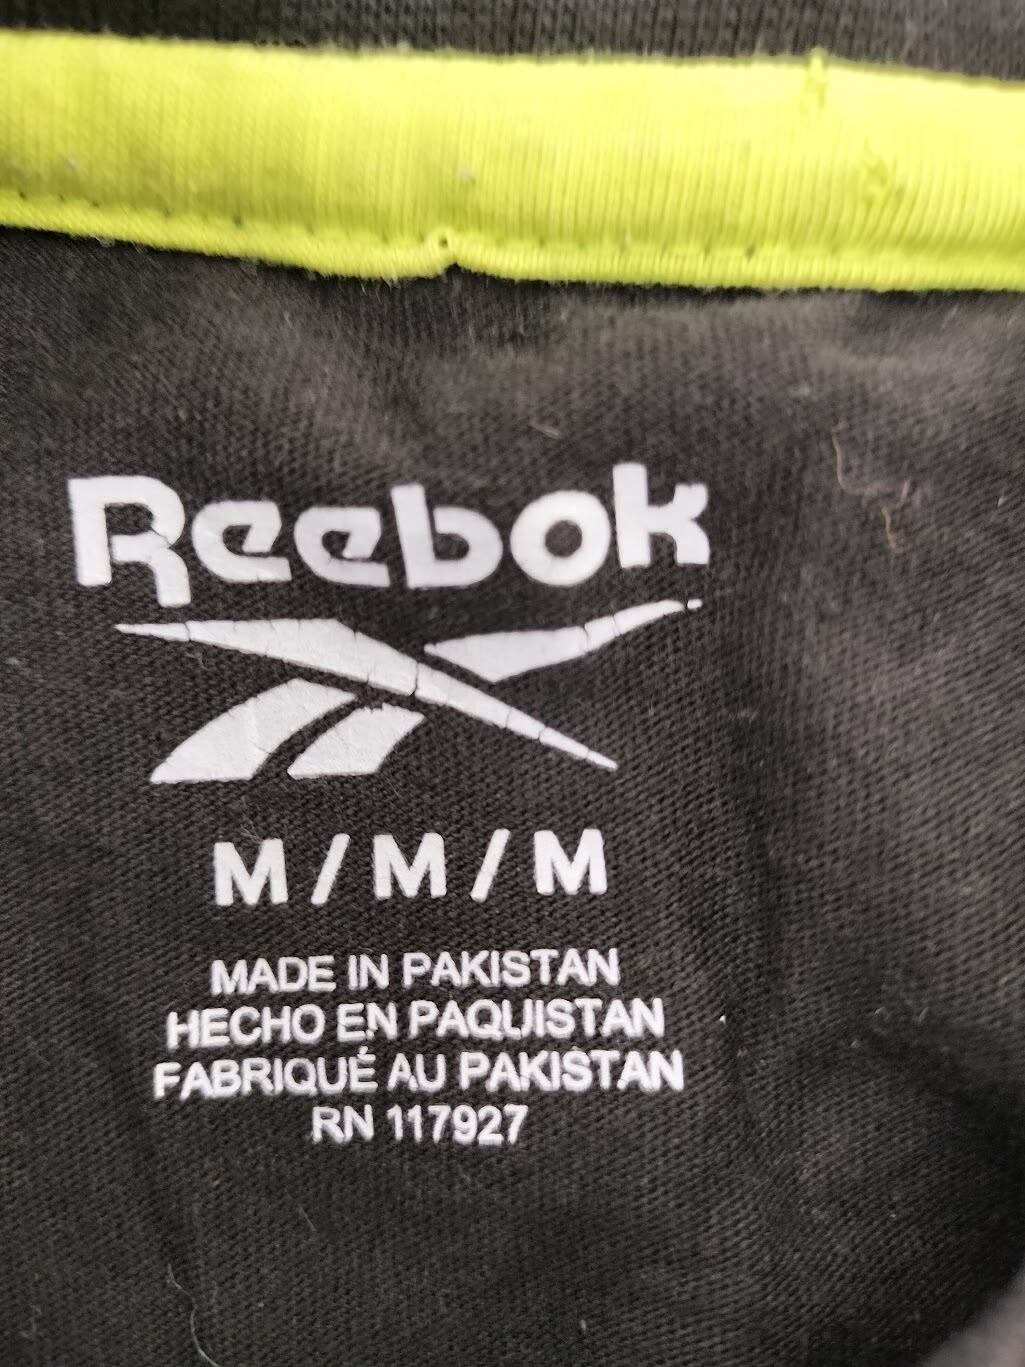 Reebok
M / M / M
MADE IN PAKISTAN
HECHO EN PAQUISTAN
FABRIQUÉ AU PAKISTAN
RN 117927